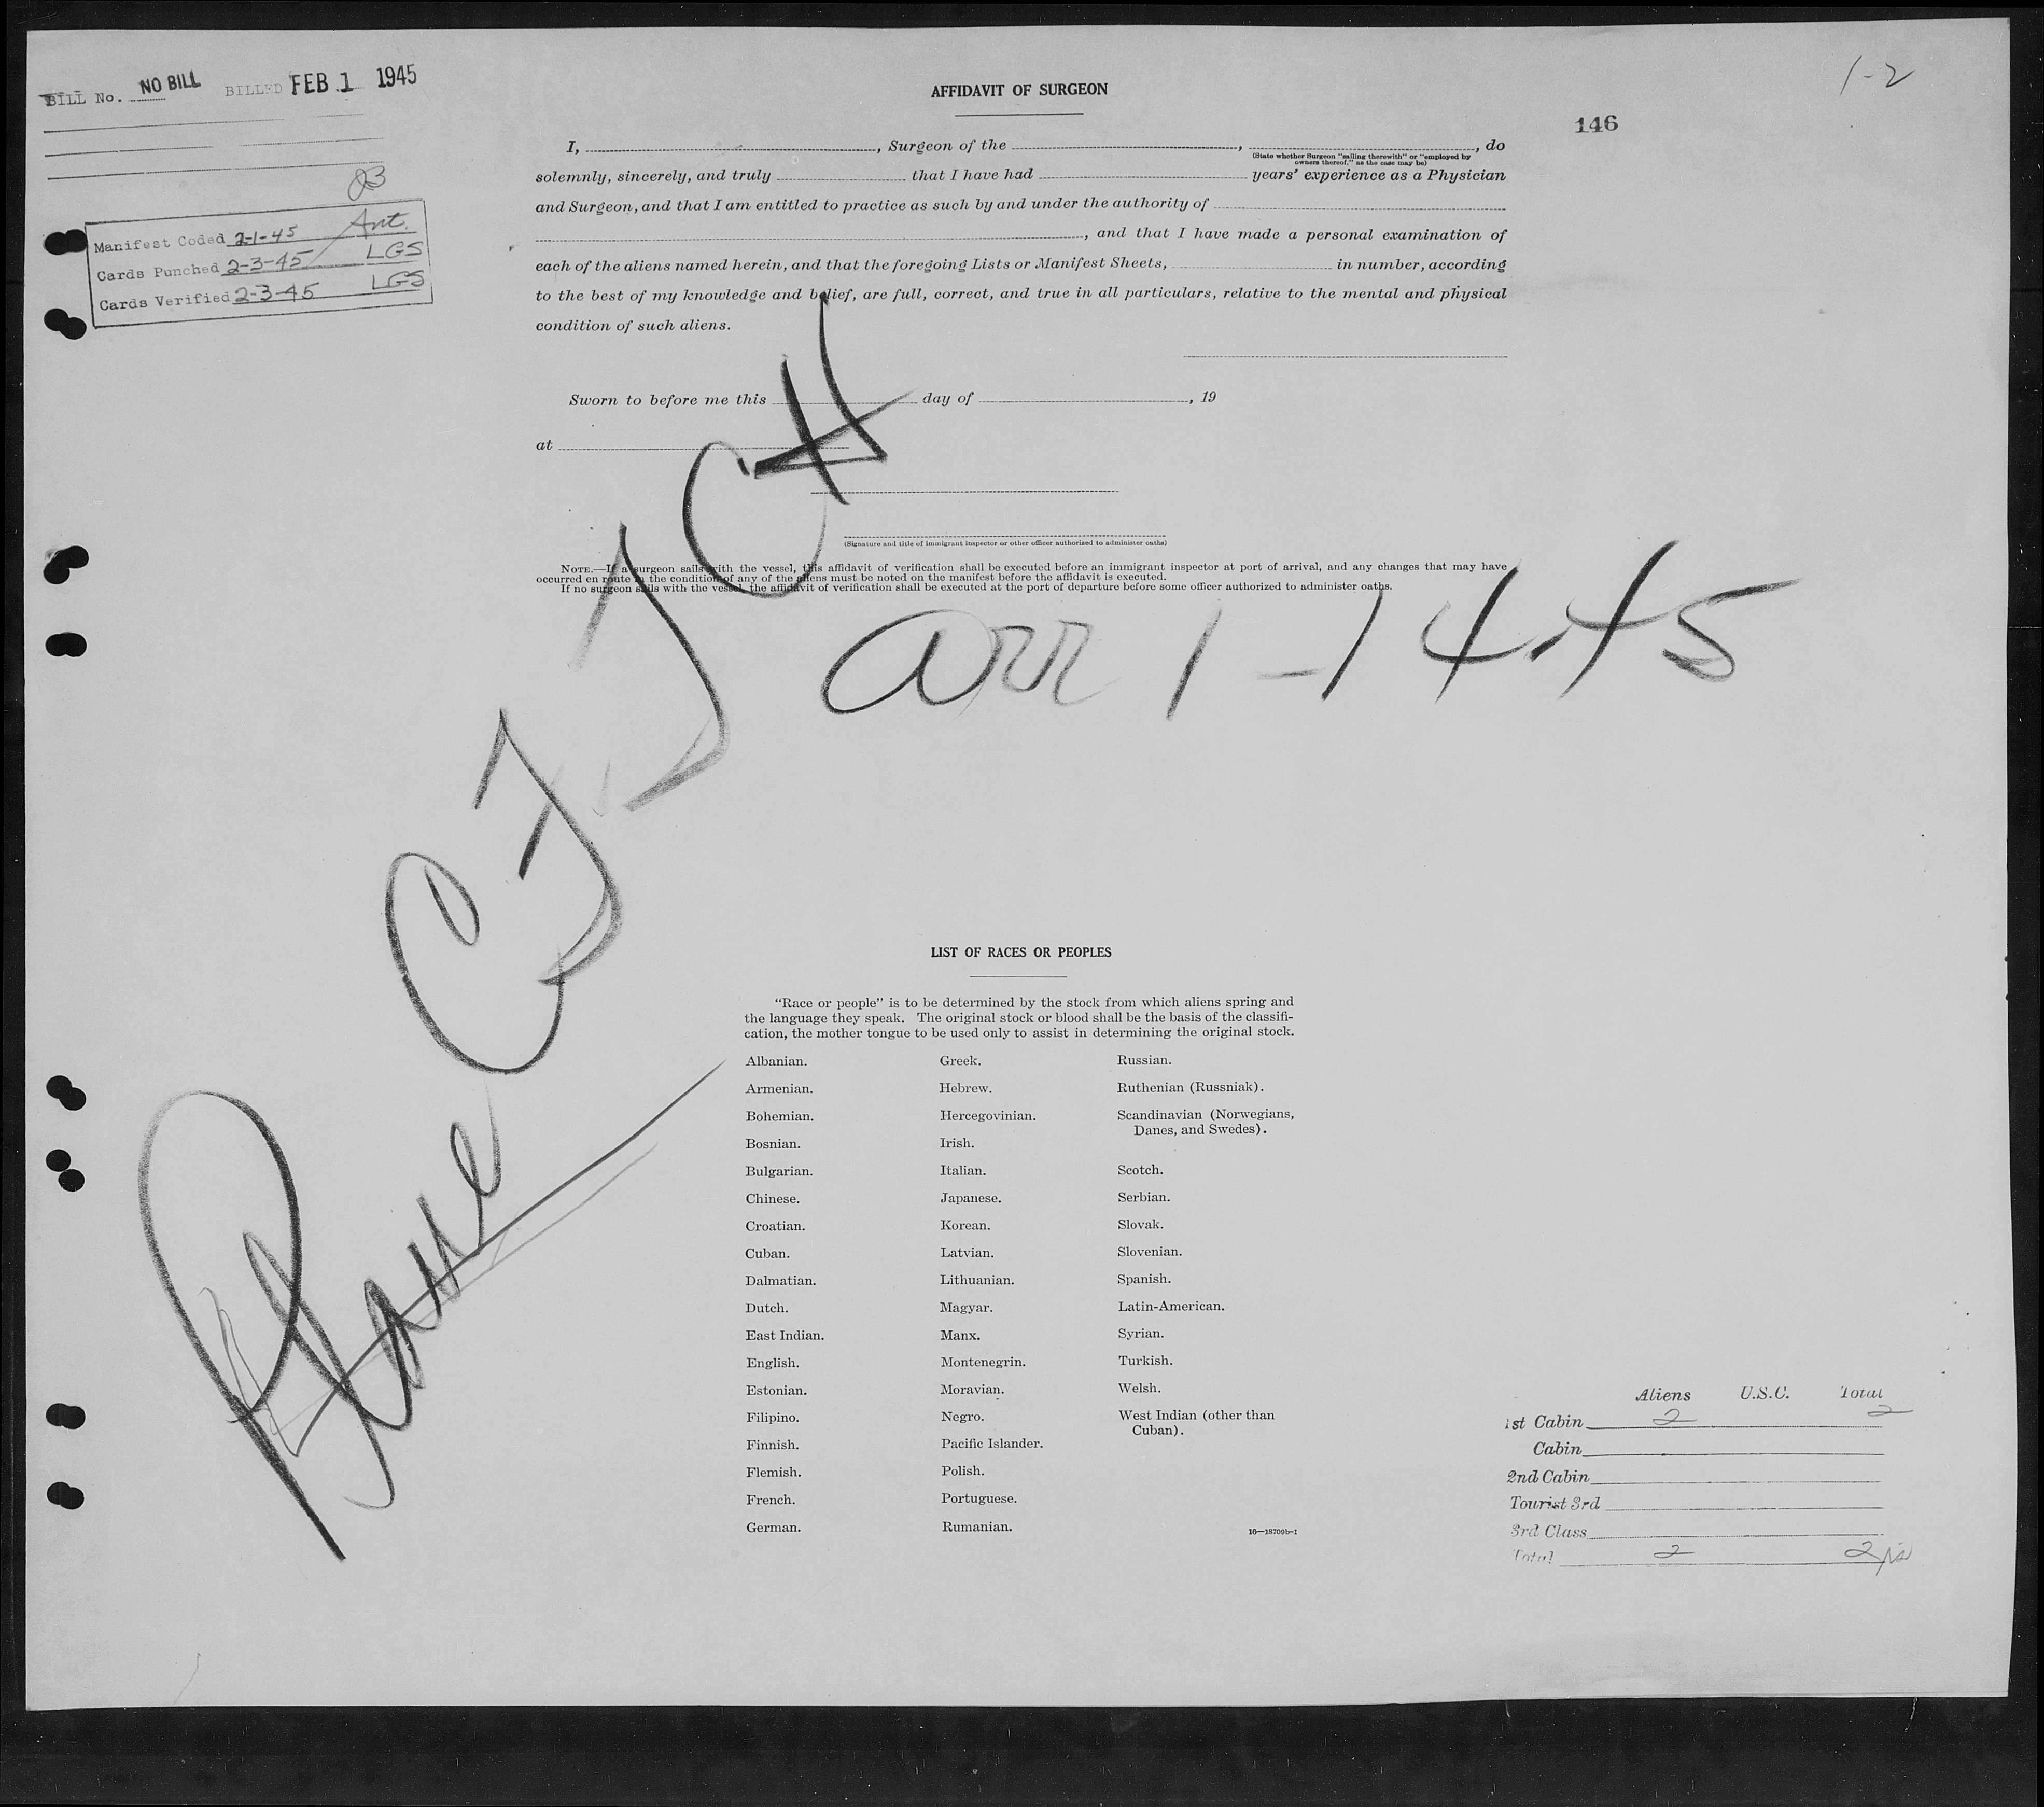 BILL No. NO BILL BILLED FEB 1 1945
1-2
146
Manifest Coded 2-1-45 Ant.
Cards Punched 2-3-45 LGS
Cards Verified 2-3-45 LGS
AFFIDAVIT OF SURGEON
I, , Surgeon of the , , do
(State whether Surgeon "sailing therewith" or "employed by
owners thereof," as the case may be)
solemnly, sincerely, and truly that I have had years' experience as a Physician
and Surgeon, and that I am entitled to practice as such by and under the authority of
, and that I have made a personal examination of
each of the aliens named herein, and that the foregoing Lists or Manifest Sheets, in number, according
to the best of my knowledge and belief, are full, correct, and true in all particulars, relative to the mental and physical
condition of such aliens.
Sworn to before me this day of , 19
at
(Signature and title of immigrant inspector or other officer authorized to administer oaths)
NOTE.—If a surgeon sails with the vessel, this affidavit of verification shall be executed before an immigrant inspector at port of arrival, and any changes that may have
occurred en route in the condition of any of the aliens must be noted on the manifest before the affidavit is executed.
If no surgeon sails with the vessel, the affidavit of verification shall be executed at the port of departure before some officer authorized to administer oaths.
Plane
arr 1-14-45
LIST OF RACES OR PEOPLES
"Race or people" is to be determined by the stock from which aliens spring and
the language they speak. The original stock or blood shall be the basis of the classifi-
cation, the mother tongue to be used only to assist in determining the original stock.
Albanian.
Armenian.
Bohemian.
Bosnian.
Bulgarian.
Chinese.
Croatian.
Cuban.
Dalmatian.
Dutch.
East Indian.
English.
Estonian.
Filipino.
Finnish.
Flemish.
French.
German.
Greek.
Hebrew.
Hercegovinian.
Irish.
Italian.
Japanese.
Korean.
Latvian.
Lithuanian.
Magyar.
Manx.
Montenegrin.
Moravian.
Negro.
Pacific Islander.
Polish.
Portuguese.
Rumanian.
Russian.
Ruthenian (Russniak).
Scandinavian (Norwegians,
Danes, and Swedes).
Scotch.
Serbian.
Slovak.
Slovenian.
Spanish.
Latin-American.
Syrian.
Turkish.
Welsh.
West Indian (other than
Cuban).
16—18709b-1
Aliens U.S.C. Total
1st Cabin 2 2
Cabin
2nd Cabin
Tourist 3rd
3rd Class
Total 2 2